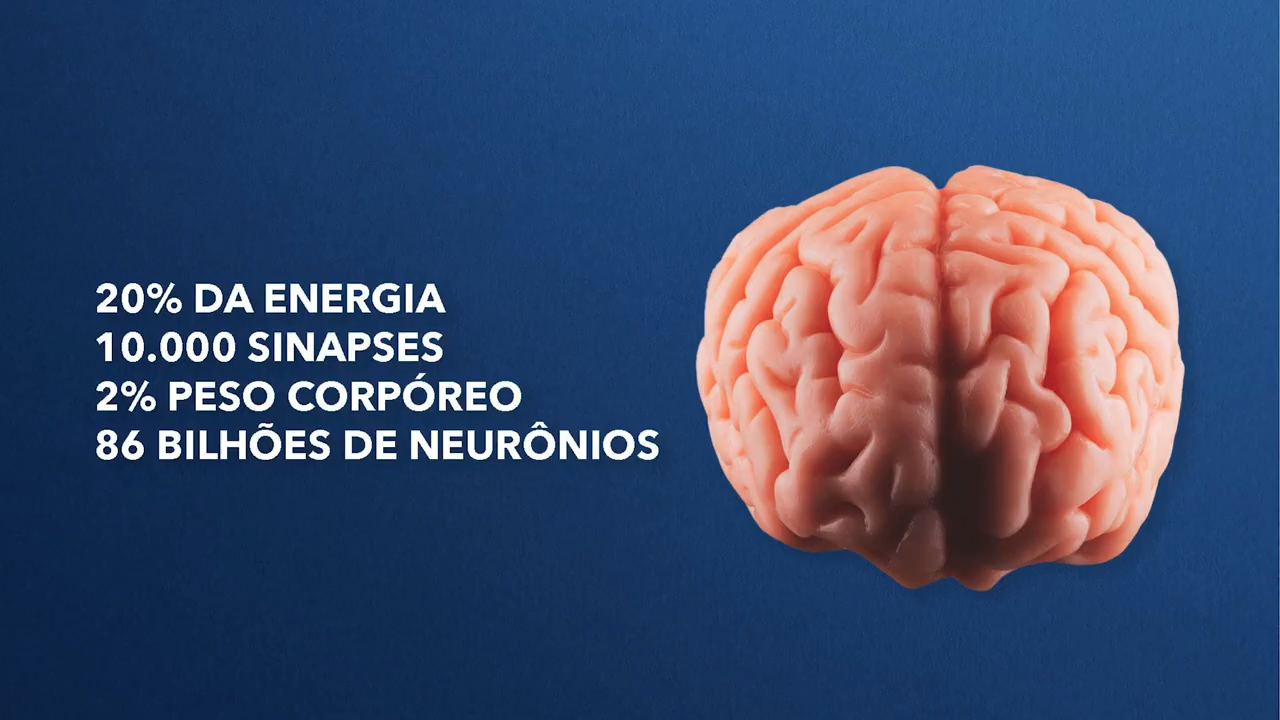 20% DA ENERGIA
10.000 SINAPSES
2% PESO CORPÓREO
86 BILHÕES DE NEURÔNIOS